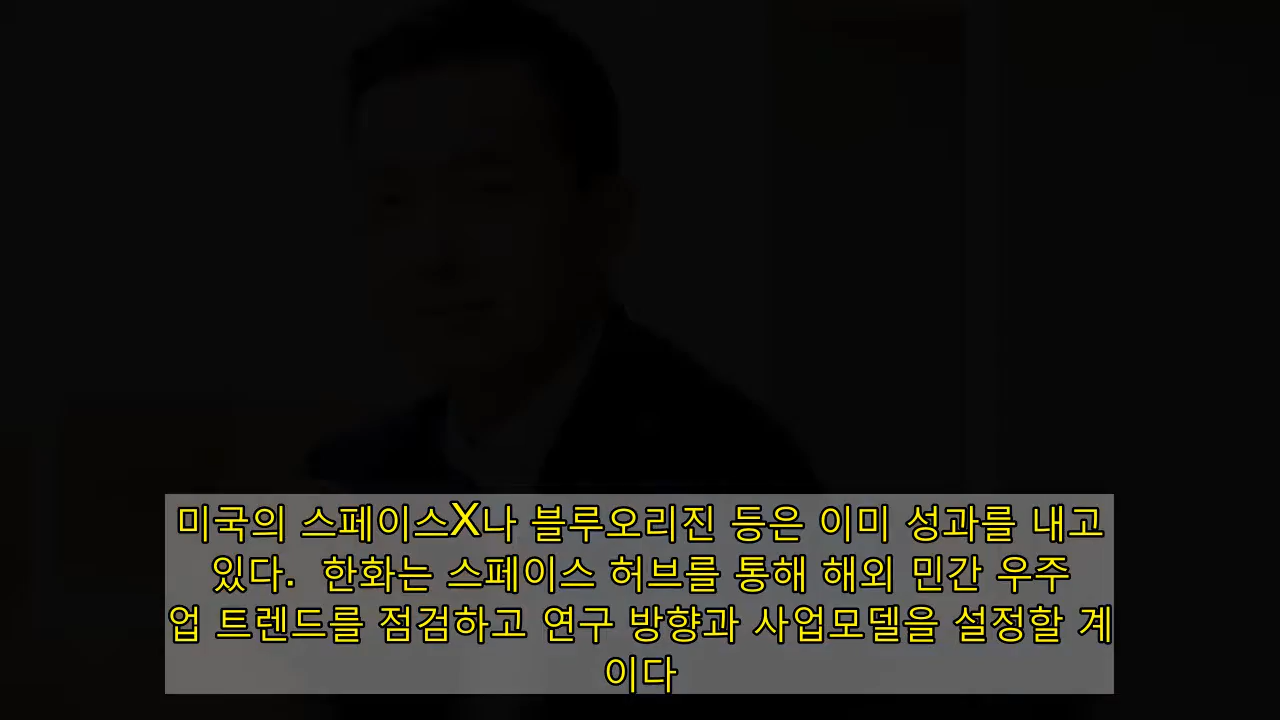 미국의 스페이스X나 블루오리진 등은 이미 성과를 내고
있다. 한화는 스페이스 허브를 통해 해외 민간 우주
업 트렌드를 점검하고 연구 방향과 사업모델을 설정할 계
이다